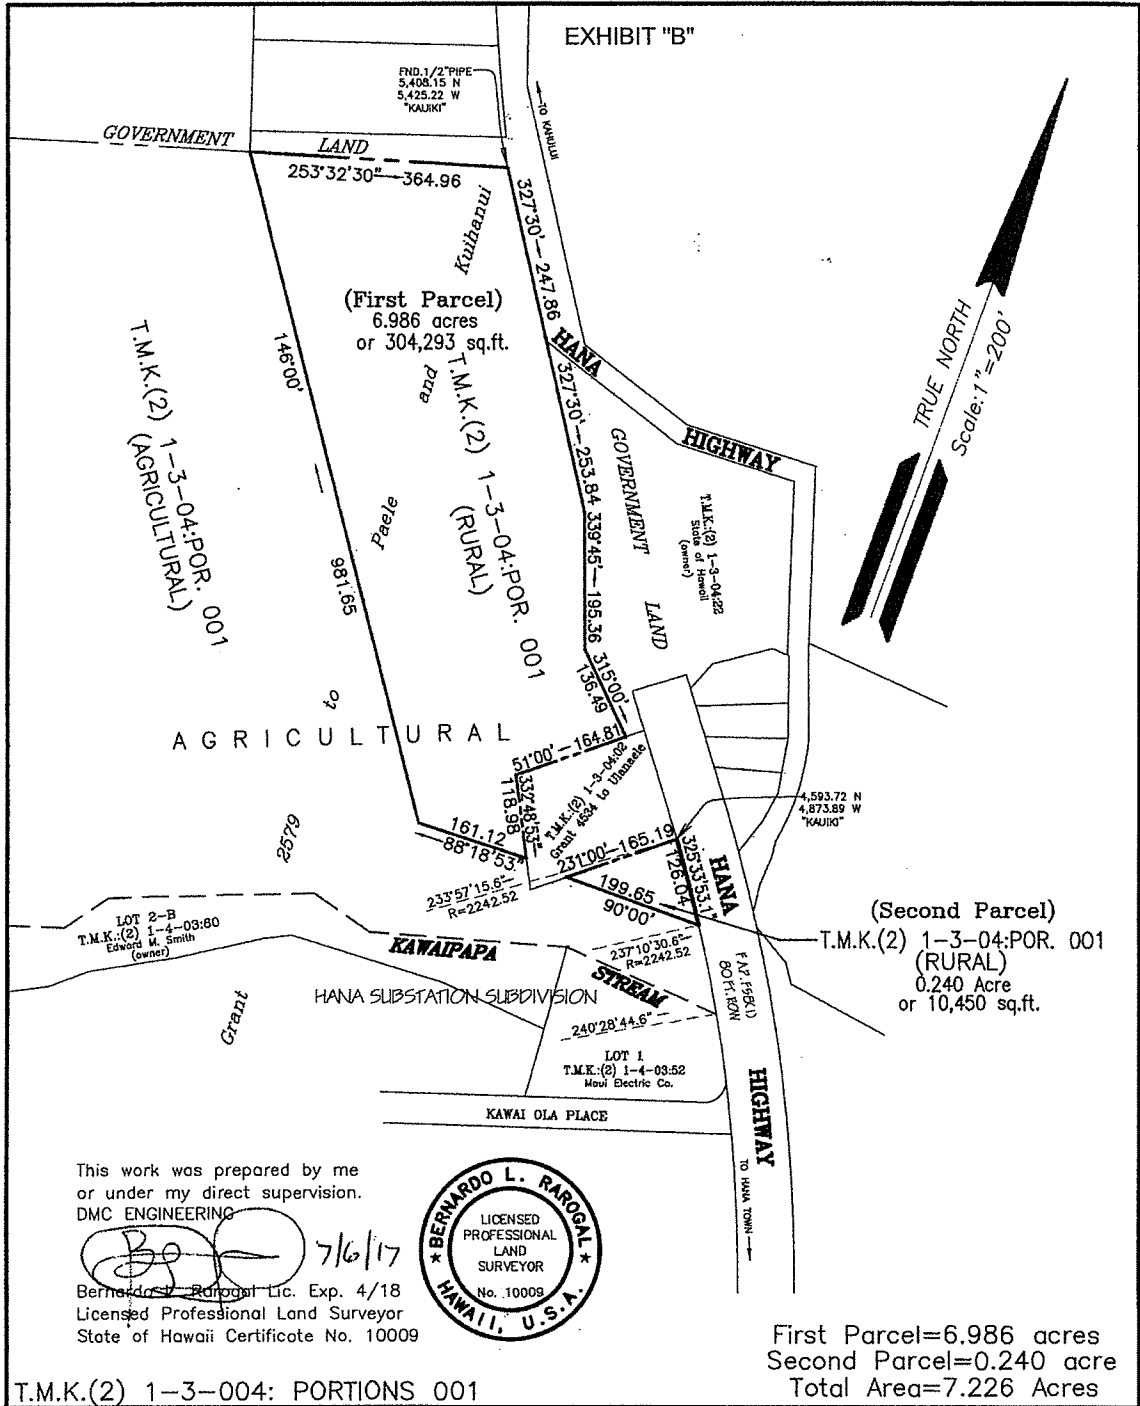 EXHIBIT "B"
FND.1/2"PIPE
5,408.15 N
5,425.22 W
"KAUIKI"
TO KAHULUI
GOVERNMENT LAND
253°32'30" 364.96
327°30' 247.86
Kuihanui
and
Paele
to
2579
Grant
(First Parcel)
6.986 acres
or 304,293 sq.ft.
T.M.K.(2) 1-3-04:POR. 001
(AGRICULTURAL)
146°00'
981.65
T.M.K.(2) 1-3-04:POR. 001
(RURAL)
HANA
HIGHWAY
327°30' 253.84
339°45' 195.36
315°00'
136.49
GOVERNMENT
LAND
T.M.K.:(2) 1-3-04:22
State of Hawaii
(owner)
TRUE NORTH
Scale:1"=200'
AGRICULTURAL
51°00' 164.81
332°48'53"
118.98
T.M.K.:(2) 1-3-04:02
Grant 4534 to Ulanaele
4,593.72 N
4,873.89 W
"KAUIKI"
161.12
88°18'53"
231°00' 165.19
325°33'53.1"
126.04
199.65
90°00'
HANA
233°57'15.6"
R=2242.52
(Second Parcel)
T.M.K.(2) 1-3-04:POR. 001
(RURAL)
0.240 Acre
or 10,450 sq.ft.
LOT 2-B
T.M.K.:(2) 1-4-03:60
Edward M. Smith
(owner)
KAWAIPAPA
STREAM
237°10'30.6"
R=2242.52
80 FT. ROW
HANA SUBSTATION SUBDIVISION
240°28'44.6"
LOT 1
T.M.K.:(2) 1-4-03:52
Maui Electric Co.
HIGHWAY
KAWAI OLA PLACE
TO HANA TOWN
This work was prepared by me
or under my direct supervision.
DMC ENGINEERING
7/6/17
Bernardo L. Rarogal Lic. Exp. 4/18
Licensed Professional Land Surveyor
State of Hawaii Certificate No. 10009
BERNARDO L. RAROGAL
LICENSED
PROFESSIONAL
LAND
SURVEYOR
No. 10009
HAWAII, U.S.A.
First Parcel=6.986 acres
Second Parcel=0.240 acre
Total Area=7.226 Acres
T.M.K.(2) 1-3-004: PORTIONS 001